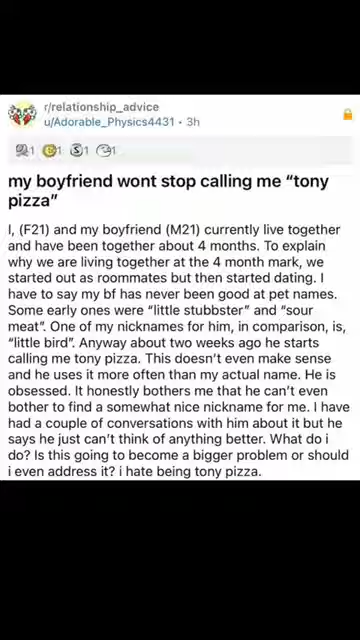 r/relationship_advice
u/Adorable_Physics4431 • 3h
1 1 1 1
my boyfriend wont stop calling me “tony
pizza”
I, (F21) and my boyfriend (M21) currently live together
and have been together about 4 months. To explain
why we are living together at the 4 month mark, we
started out as roommates but then started dating. I
have to say my bf has never been good at pet names.
Some early ones were “little stubbster” and “sour
meat”. One of my nicknames for him, in comparison, is,
“little bird”. Anyway about two weeks ago he starts
calling me tony pizza. This doesn’t even make sense
and he uses it more often than my actual name. He is
obsessed. It honestly bothers me that he can’t even
bother to find a somewhat nice nickname for me. I have
had a couple of conversations with him about it but he
says he just can’t think of anything better. What do i
do? Is this going to become a bigger problem or should
i even address it? i hate being tony pizza.